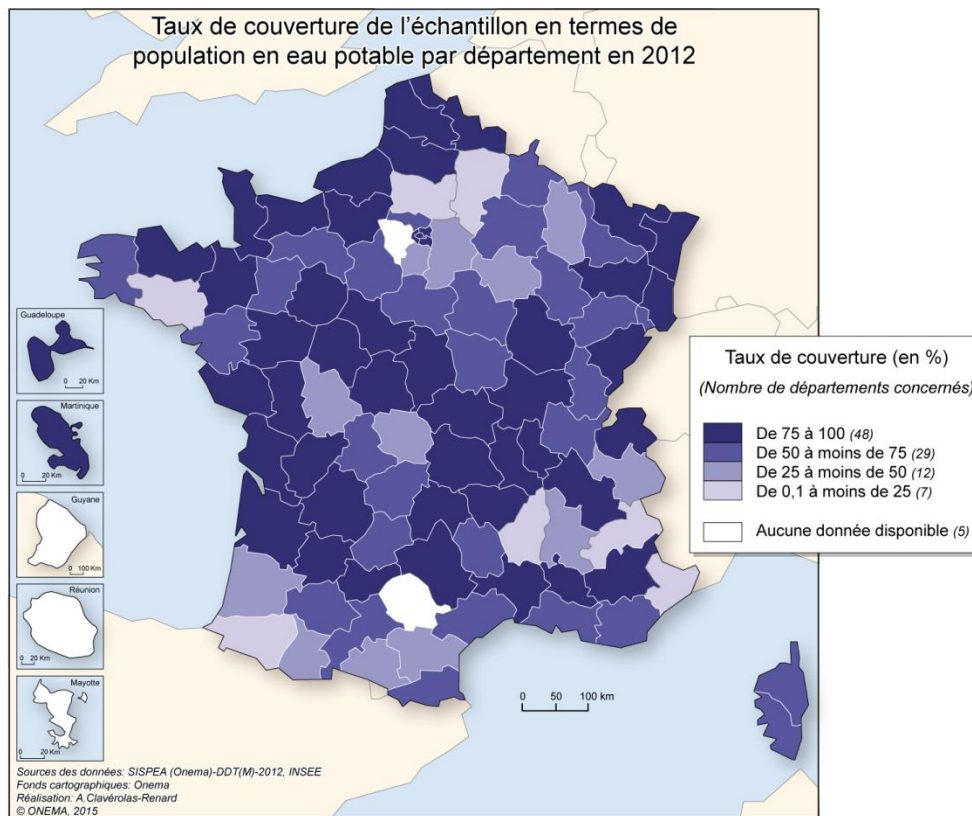 Taux de couverture de l'échantillon en termes de
population en eau potable par département en 2012
Guadeloupe
0 20 Km
Martinique
0 20 Km
Guyane
0 100 Km
Réunion
0 20 Km
Mayotte
0 20 Km
Taux de couverture (en %)
(Nombre de départements concernés)
De 75 à 100 (48)
De 50 à moins de 75 (29)
De 25 à moins de 50 (12)
De 0,1 à moins de 25 (7)
Aucune donnée disponible (5)
0 50 100 km
Sources des données: SISPEA (Onema)-DDT(M)-2012, INSEE
Fonds cartographiques: Onema
Réalisation: A.Clavérolas-Renard
© ONEMA, 2015